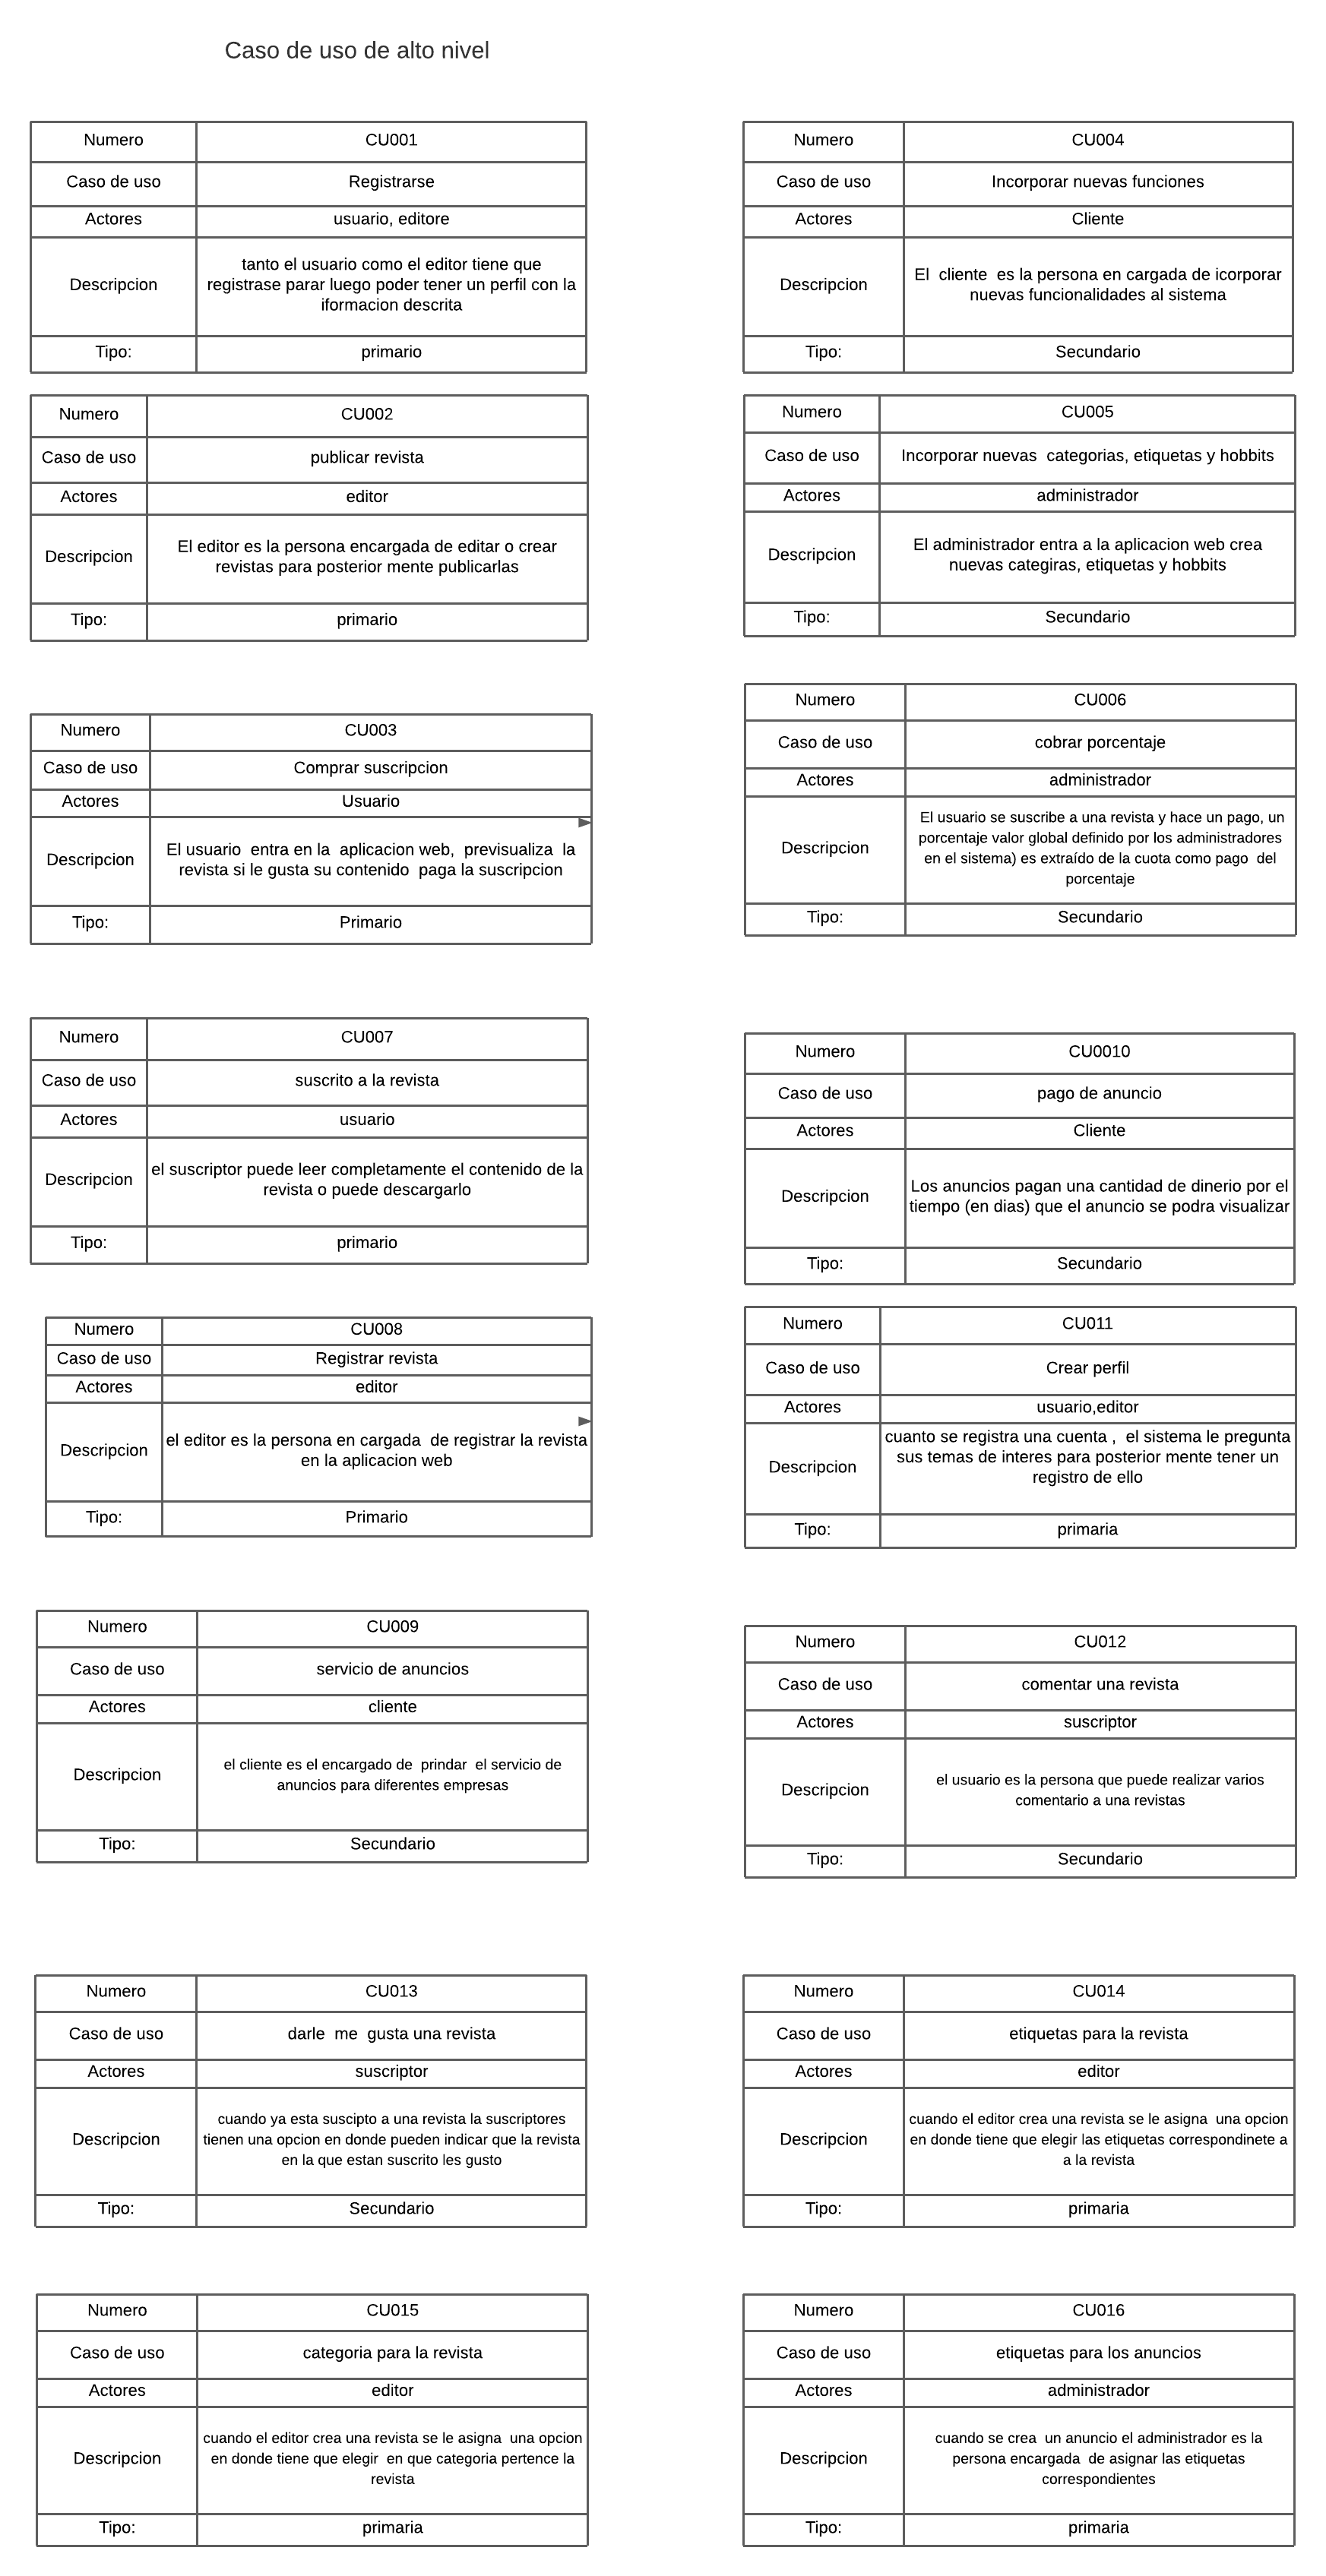 Caso de uso de alto nivel
Numero
CU001
Caso de uso
Registrarse
Actores
usuario, editore
Descripcion
tanto el usuario como el editor tiene que
registrase parar luego poder tener un perfil con la
iformacion descrita
Tipo:
primario
Numero
CU004
Caso de uso
Incorporar nuevas funciones
Actores
Cliente
Descripcion
El cliente es la persona en cargada de icorporar
nuevas funcionalidades al sistema
Tipo:
Secundario
Numero
CU002
Caso de uso
publicar revista
Actores
editor
Descripcion
El editor es la persona encargada de editar o crear
revistas para posterior mente publicarlas
Tipo:
primario
Numero
CU005
Caso de uso
Incorporar nuevas categorias, etiquetas y hobbits
Actores
administrador
Descripcion
El administrador entra a la aplicacion web crea
nuevas categiras, etiquetas y hobbits
Tipo:
Secundario
Numero
CU003
Caso de uso
Comprar suscripcion
Actores
Usuario
Descripcion
El usuario entra en la aplicacion web, previsualiza la
revista si le gusta su contenido paga la suscripcion
Tipo:
Primario
Numero
CU006
Caso de uso
cobrar porcentaje
Actores
administrador
Descripcion
El usuario se suscribe a una revista y hace un pago, un
porcentaje valor global definido por los administradores
en el sistema) es extraído de la cuota como pago del
porcentaje
Tipo:
Secundario
Numero
CU007
Caso de uso
suscrito a la revista
Actores
usuario
Descripcion
el suscriptor puede leer completamente el contenido de la
revista o puede descargarlo
Tipo:
primario
Numero
CU0010
Caso de uso
pago de anuncio
Actores
Cliente
Descripcion
Los anuncios pagan una cantidad de dinerio por el
tiempo (en dias) que el anuncio se podra visualizar
Tipo:
Secundario
Numero
CU008
Caso de uso
Registrar revista
Actores
editor
Descripcion
el editor es la persona en cargada de registrar la revista
en la aplicacion web
Tipo:
Primario
Numero
CU011
Caso de uso
Crear perfil
Actores
usuario,editor
Descripcion
cuanto se registra una cuenta , el sistema le pregunta
sus temas de interes para posterior mente tener un
registro de ello
Tipo:
primaria
Numero
CU009
Caso de uso
servicio de anuncios
Actores
cliente
Descripcion
el cliente es el encargado de prindar el servicio de
anuncios para diferentes empresas
Tipo:
Secundario
Numero
CU012
Caso de uso
comentar una revista
Actores
suscriptor
Descripcion
el usuario es la persona que puede realizar varios
comentario a una revistas
Tipo:
Secundario
Numero
CU013
Caso de uso
darle me gusta una revista
Actores
suscriptor
Descripcion
cuando ya esta suscipto a una revista la suscriptores
tienen una opcion en donde pueden indicar que la revista
en la que estan suscrito les gusto
Tipo:
Secundario
Numero
CU014
Caso de uso
etiquetas para la revista
Actores
editor
Descripcion
cuando el editor crea una revista se le asigna una opcion
en donde tiene que elegir las etiquetas correspondinete a
a la revista
Tipo:
primaria
Numero
CU015
Caso de uso
categoria para la revista
Actores
editor
Descripcion
cuando el editor crea una revista se le asigna una opcion
en donde tiene que elegir en que categoria pertence la
revista
Tipo:
primaria
Numero
CU016
Caso de uso
etiquetas para los anuncios
Actores
administrador
Descripcion
cuando se crea un anuncio el administrador es la
persona encargada de asignar las etiquetas
correspondientes
Tipo:
primaria